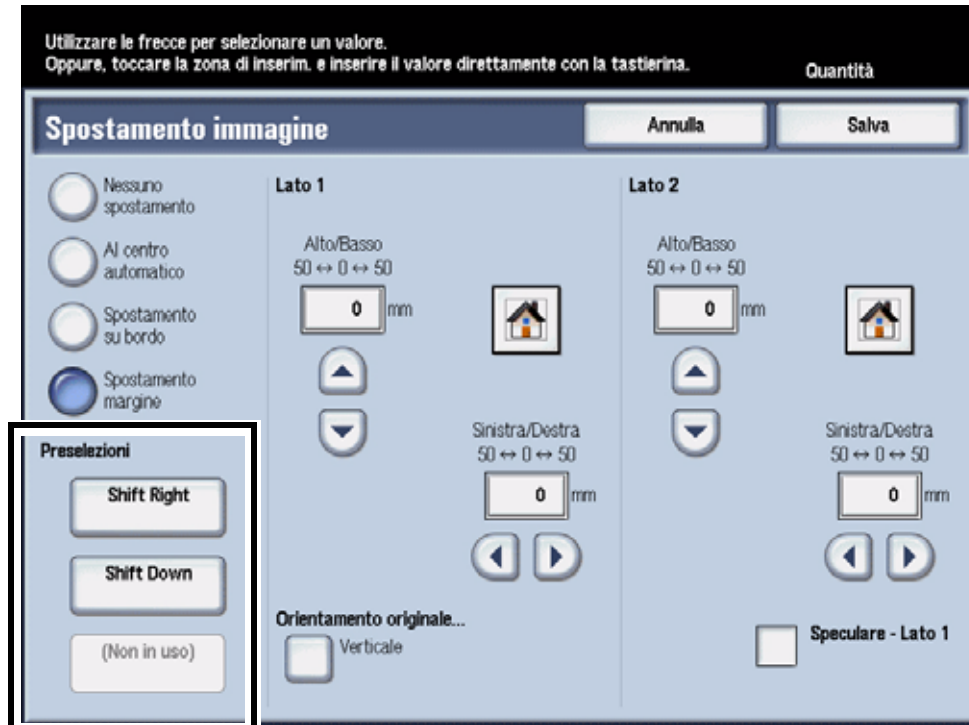 Utilizzare le frecce per selezionare un valore.
Oppure, toccare la zona di inserim. e inserire il valore direttamente con la tastierina.
Quantità
Spostamento immagine
Annulla
Salva
Nessuno
spostamento
Al centro
automatico
Spostamento
su bordo
Spostamento
margine
Preselezioni
Shift Right
Shift Down
(Non in uso)
Lato 1
Alto/Basso
50 ↔ 0 ↔ 50
0 mm
Sinistra/Destra
50 ↔ 0 ↔ 50
0 mm
Orientamento originale...
Verticale
Lato 2
Alto/Basso
50 ↔ 0 ↔ 50
0 mm
Sinistra/Destra
50 ↔ 0 ↔ 50
0 mm
Speculare - Lato 1